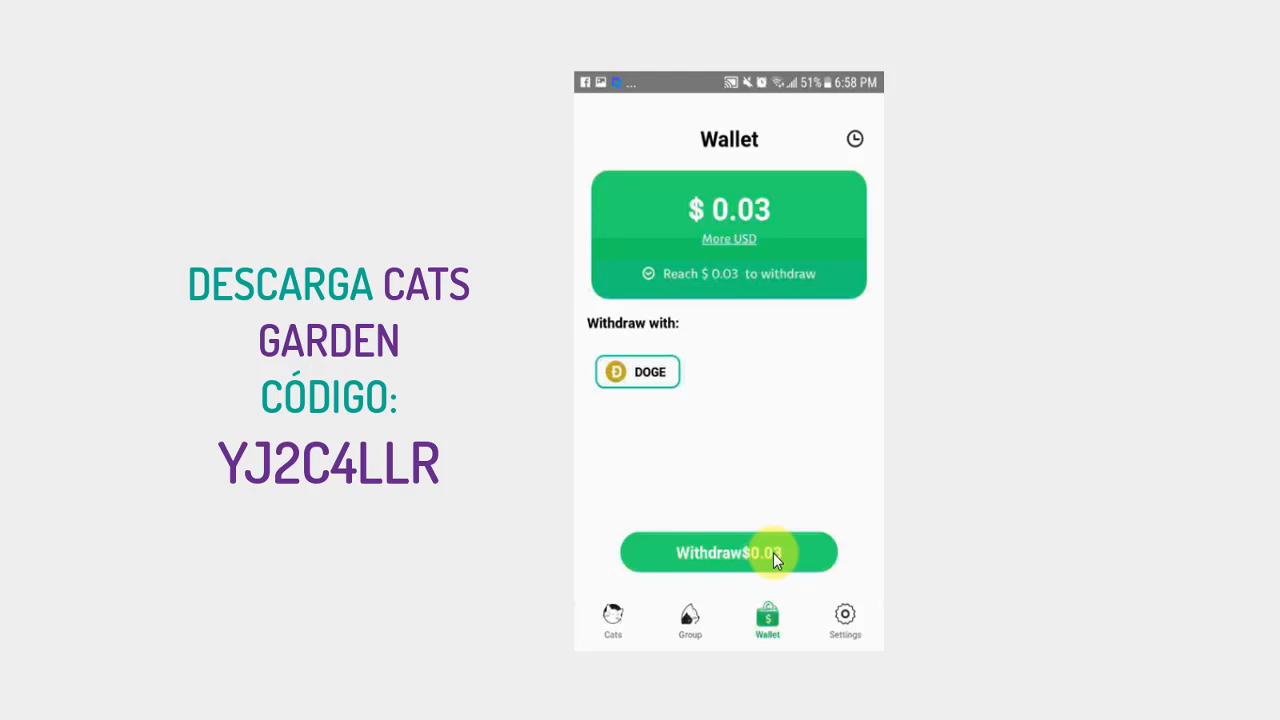 DESCARGA CATS
GARDEN
CÓDIGO:
YJ2C4LLR
... 51% 6:58 PM
Wallet
$ 0.03
More USD
Reach $ 0.03 to withdraw
Withdraw with:
DOGE
Withdraw$0.03
Cats Group Wallet Settings